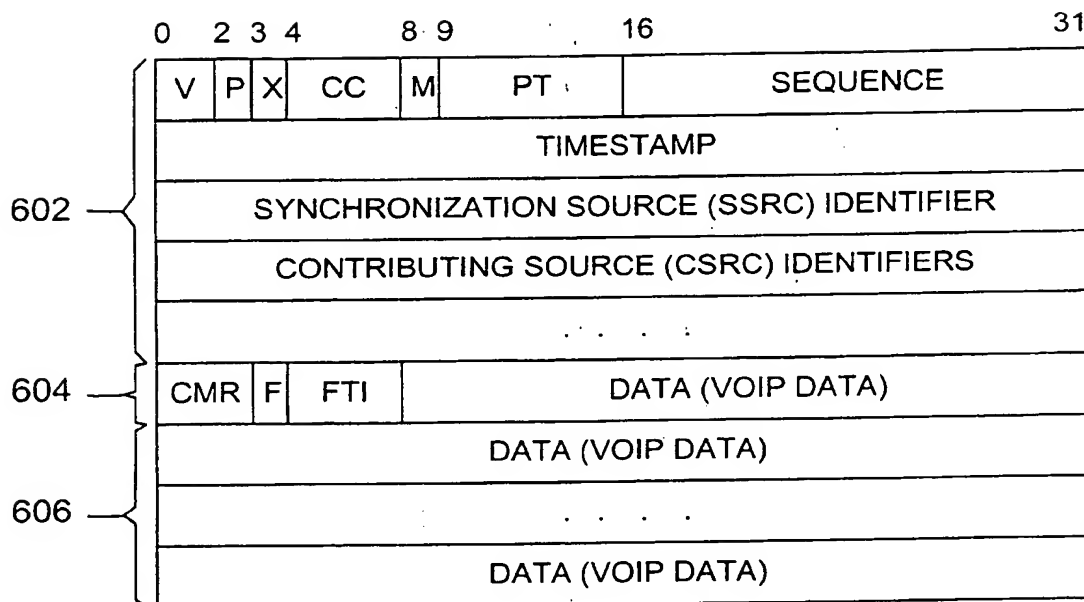 0 2 3 4 8 9 16 31
V P X CC M PT SEQUENCE
TIMESTAMP
602
SYNCHRONIZATION SOURCE (SSRC) IDENTIFIER
CONTRIBUTING SOURCE (CSRC) IDENTIFIERS
. . . .
604 CMR F FTI DATA (VOIP DATA)
DATA (VOIP DATA)
606 . . . .
DATA (VOIP DATA)